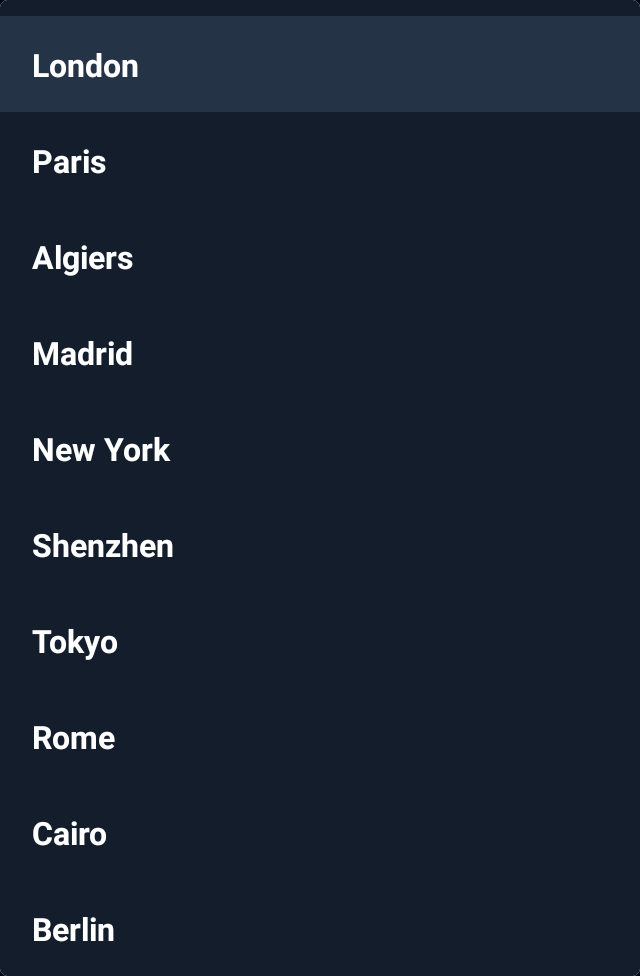 London
Paris
Algiers
Madrid
New York
Shenzhen
Tokyo
Rome
Cairo
Berlin